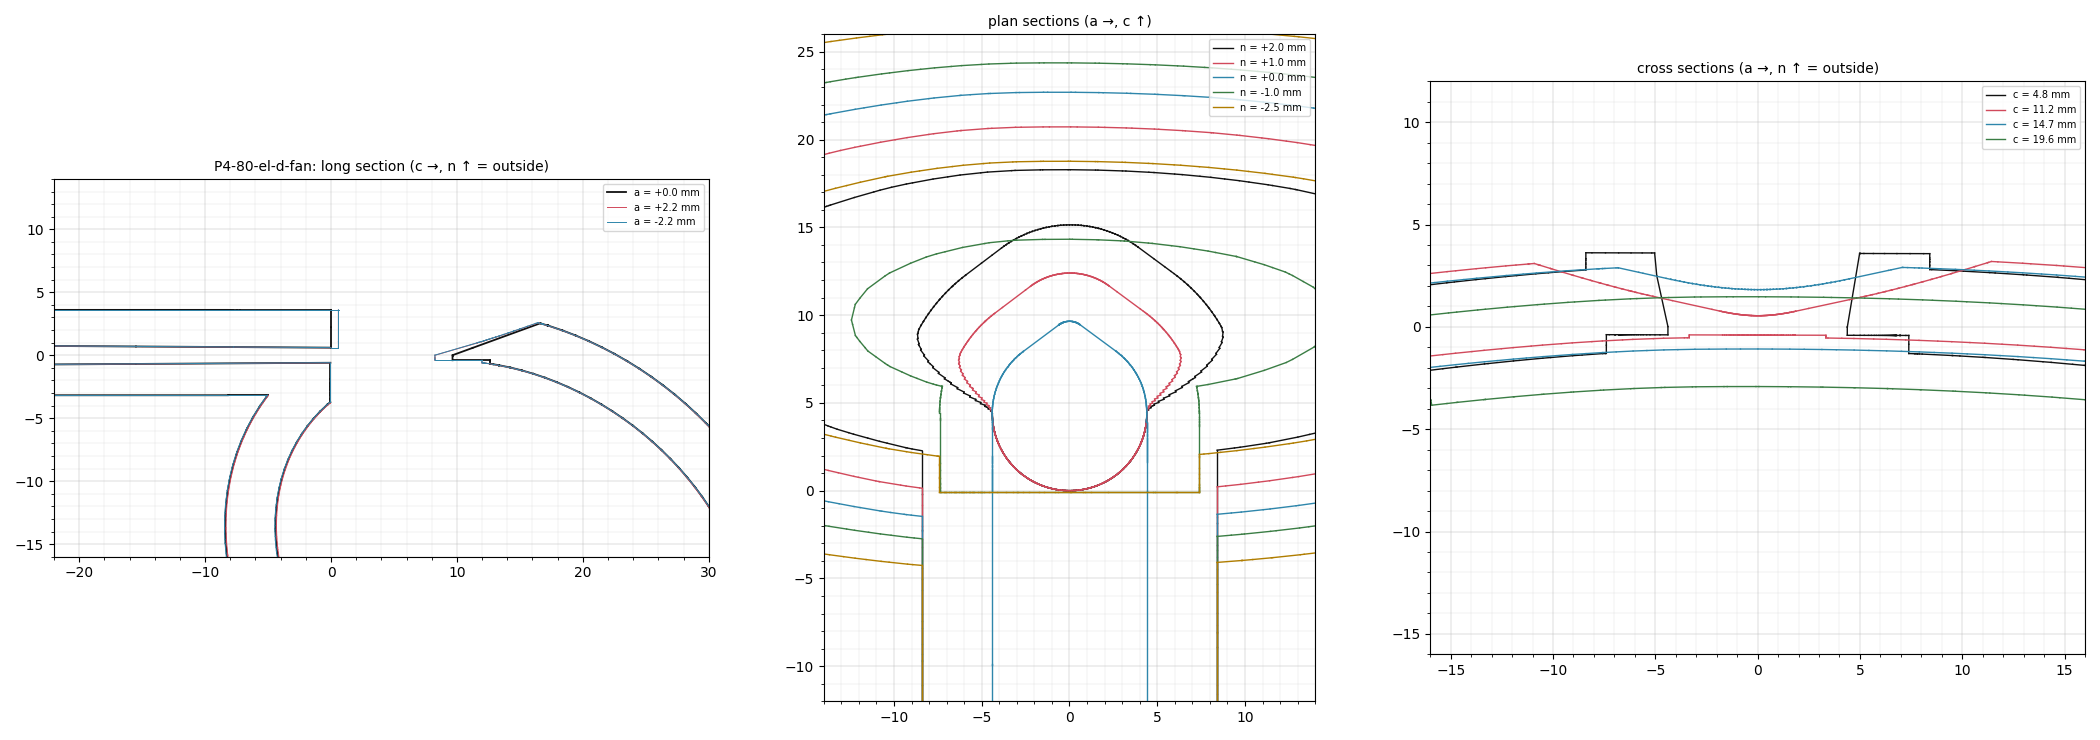 P4-80-el-d-fan: long section (c →, n ↑ = outside)
a = +0.0 mm
a = +2.2 mm
a = -2.2 mm
10
5
0
−5
−10
−15
−20
−10
0
10
20
30
plan sections (a →, c ↑)
n = +2.0 mm
n = +1.0 mm
n = +0.0 mm
n = -1.0 mm
n = -2.5 mm
25
20
15
10
5
0
−5
−10
−10
−5
0
5
10
cross sections (a →, n ↑ = outside)
c = 4.8 mm
c = 11.2 mm
c = 14.7 mm
c = 19.6 mm
10
5
0
−5
−10
−15
−15
−10
−5
0
5
10
15